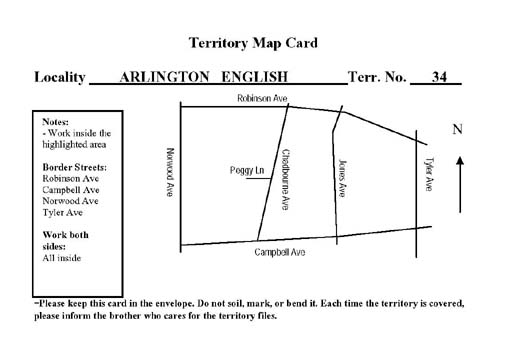 Territory Map Card
Locality ARLINGTON ENGLISH Terr. No. 34
Robinson Ave
Notes:
- Work inside the
highlighted area
Border Streets:
Robinson Ave
Campbell Ave
Norwood Ave
Tyler Ave
Work both
sides:
All inside
Norwood Ave
Peggy Ln
Chadbourne Ave
Jones Ave
Tyler Ave
N
Campbell Ave
-Please keep this card in the envelope. Do not soil, mark, or bend it. Each time the territory is covered,
please inform the brother who cares for the territory files.